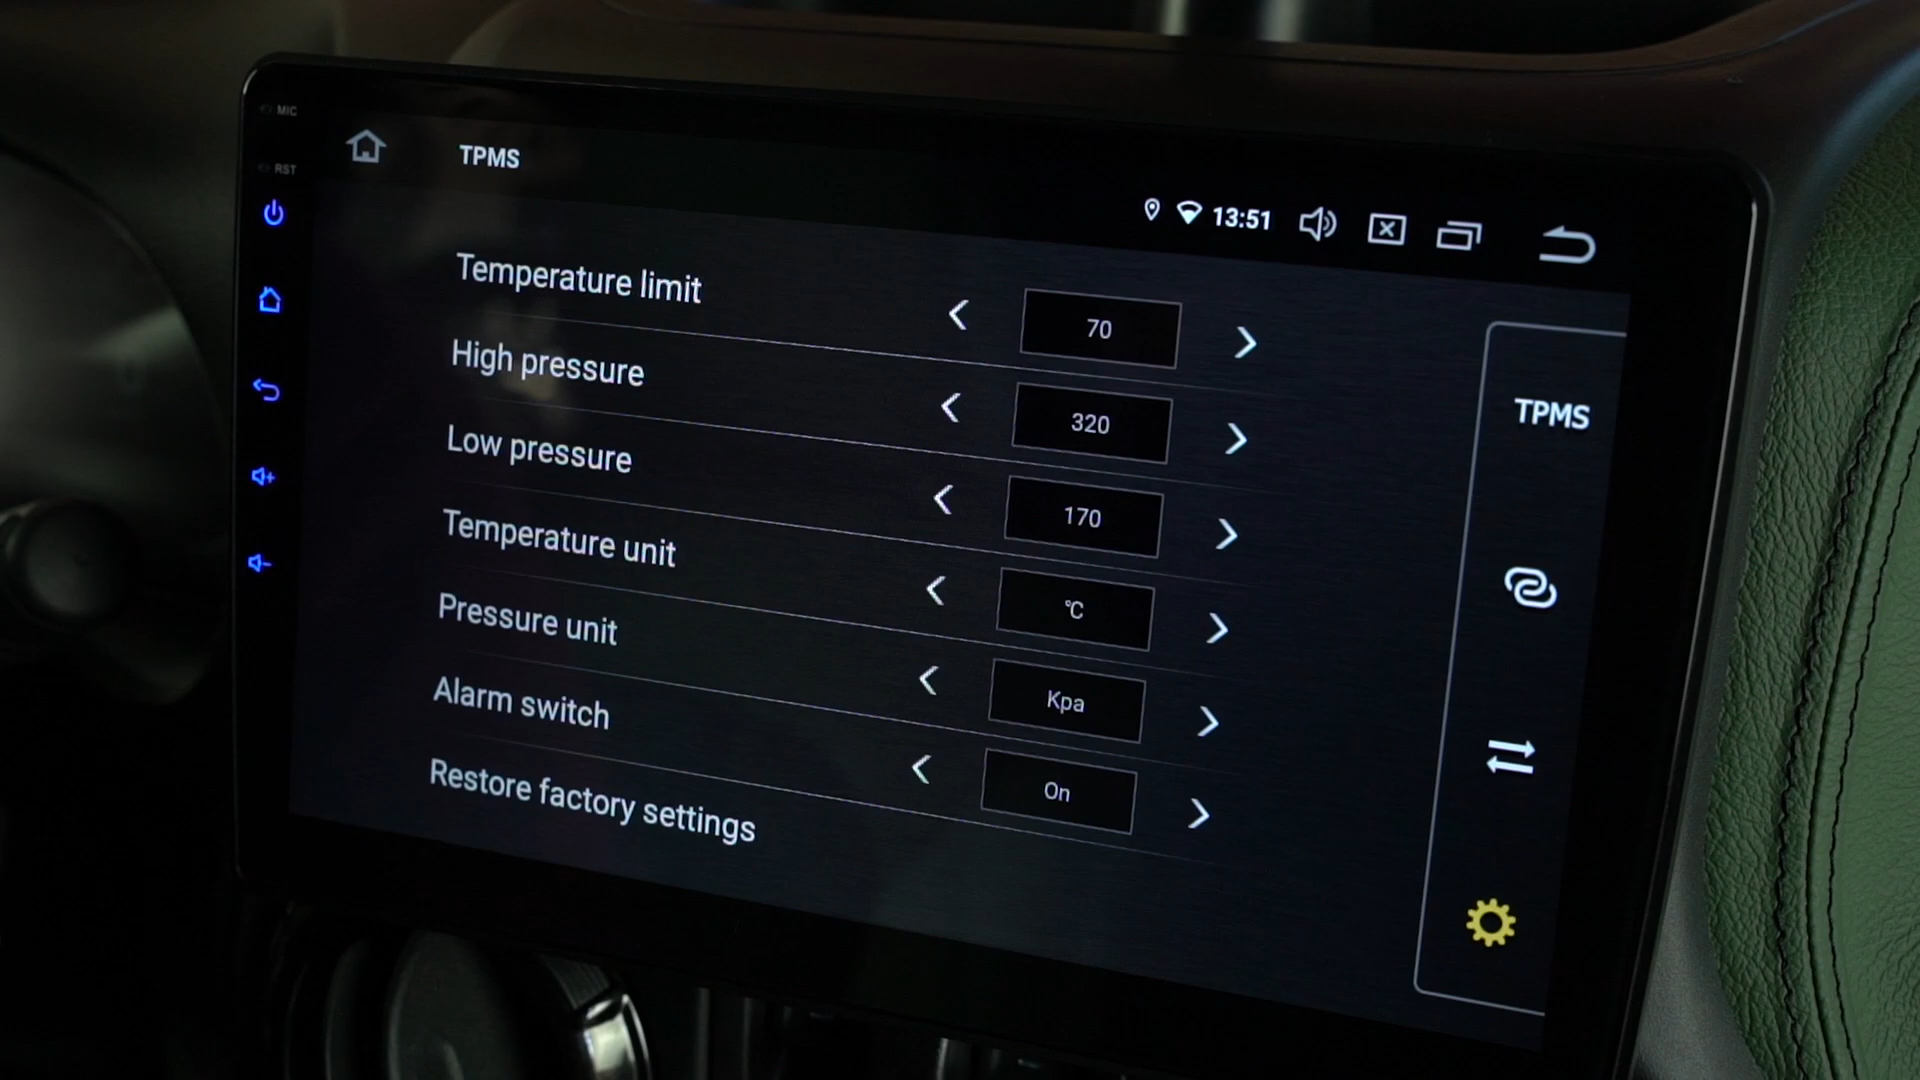 MIC
RST
TPMS
13:51
Temperature limit
70
High pressure
320
Low pressure
170
Temperature unit
℃
Pressure unit
Kpa
Alarm switch
On
Restore factory settings
TPMS